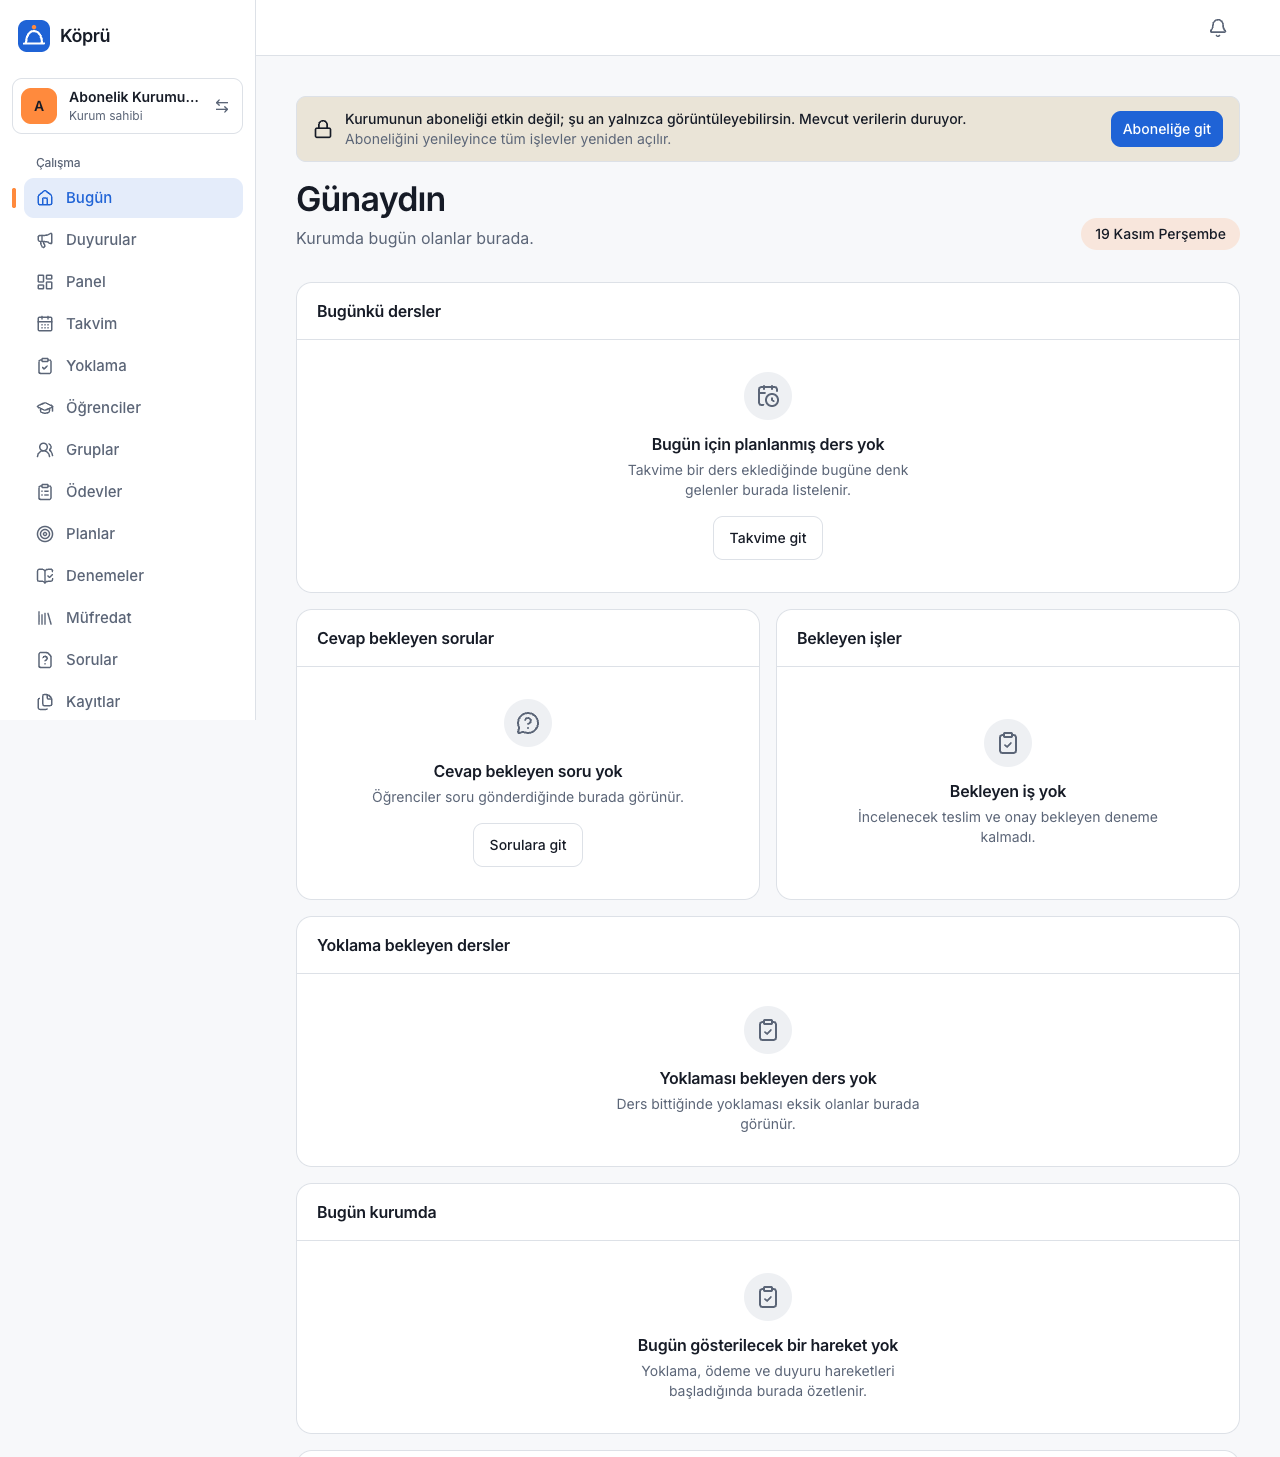 Köprü
A
Abonelik Kurumu...
Kurum sahibi
Çalışma
Bugün
Duyurular
Panel
Takvim
Yoklama
Öğrenciler
Gruplar
Ödevler
Planlar
Denemeler
Müfredat
Sorular
Kayıtlar
Kurumunun aboneliği etkin değil; şu an yalnızca görüntüleyebilirsin. Mevcut verilerin duruyor.
Aboneliğini yenileyince tüm işlevler yeniden açılır.
Aboneliğe git
Günaydın
Kurumda bugün olanlar burada.
19 Kasım Perşembe
Bugünkü dersler
Bugün için planlanmış ders yok
Takvime bir ders eklediğinde bugüne denk
gelenler burada listelenir.
Takvime git
Cevap bekleyen sorular
Cevap bekleyen soru yok
Öğrenciler soru gönderdiğinde burada görünür.
Sorulara git
Bekleyen işler
Bekleyen iş yok
İncelenecek teslim ve onay bekleyen deneme
kalmadı.
Yoklama bekleyen dersler
Yoklaması bekleyen ders yok
Ders bittiğinde yoklaması eksik olanlar burada
görünür.
Bugün kurumda
Bugün gösterilecek bir hareket yok
Yoklama, ödeme ve duyuru hareketleri
başladığında burada özetlenir.